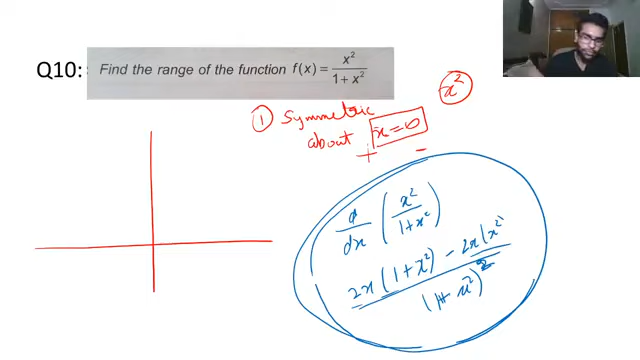 Q10: Find the range of the function f(x) = x²/(1 + x²)
① Symmetric
about x=0
x²
+ −
d/dx (x²/(1+x²))
2x(1+x²) − 2x(x²)/(1+x²)²